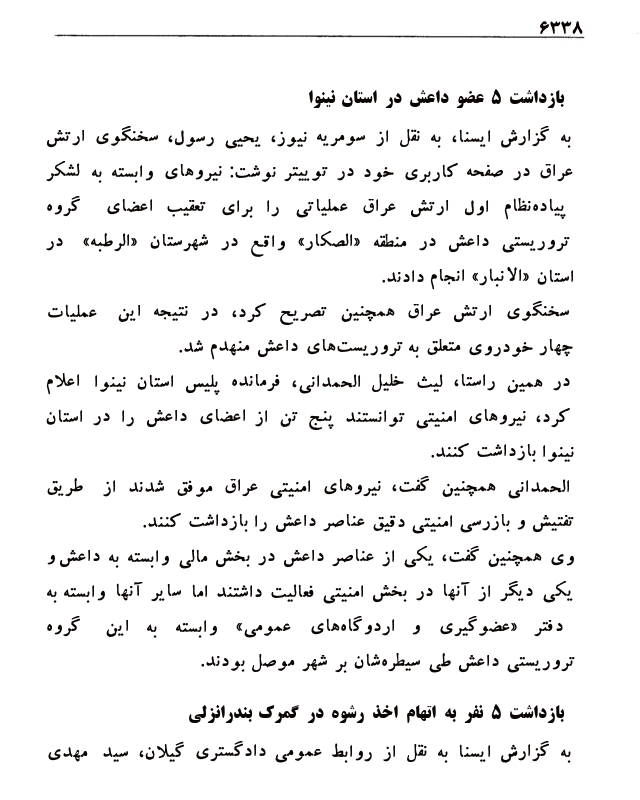 ۶۳۳۸
بازداشت ۵ عضو داعش در استان نینوا
به گزارش ایسنا، به نقل از سومریه نیوز، یحیی رسول، سخنگوی ارتش
عراق در صفحه کاربری خود در توییتر نوشت: نیروهای وابسته به لشکر
پیاده‌نظام اول ارتش عراق عملیاتی را برای تعقیب اعضای گروه
تروریستی داعش در منطقه «الصکار» واقع در شهرستان «الرطبه» در
استان «الانبار» انجام دادند.
سخنگوی ارتش عراق همچنین تصریح کرد، در نتیجه این عملیات
چهار خودروی متعلق به تروریست‌های داعش منهدم شد.
در همین راستا، لیث خلیل الحمدانی، فرمانده پلیس استان نینوا اعلام
کرد، نیروهای امنیتی توانستند پنج تن از اعضای داعش را در استان
نینوا بازداشت کنند.
الحمدانی همچنین گفت، نیروهای امنیتی عراق موفق شدند از طریق
تفتیش و بازرسی امنیتی دقیق عناصر داعش را بازداشت کنند.
وی همچنین گفت، یکی از عناصر داعش در بخش مالی وابسته به داعش و
یکی دیگر از آنها در بخش امنیتی فعالیت داشتند اما سایر آنها وابسته به
دفتر «عضوگیری و اردوگاه‌های عمومی» وابسته به این گروه
تروریستی داعش طی سیطره‌شان بر شهر موصل بودند.
بازداشت ۵ نفر به اتهام اخذ رشوه در گمرک بندرانزلی
به گزارش ایسنا به نقل از روابط عمومی دادگستری گیلان، سید مهدی